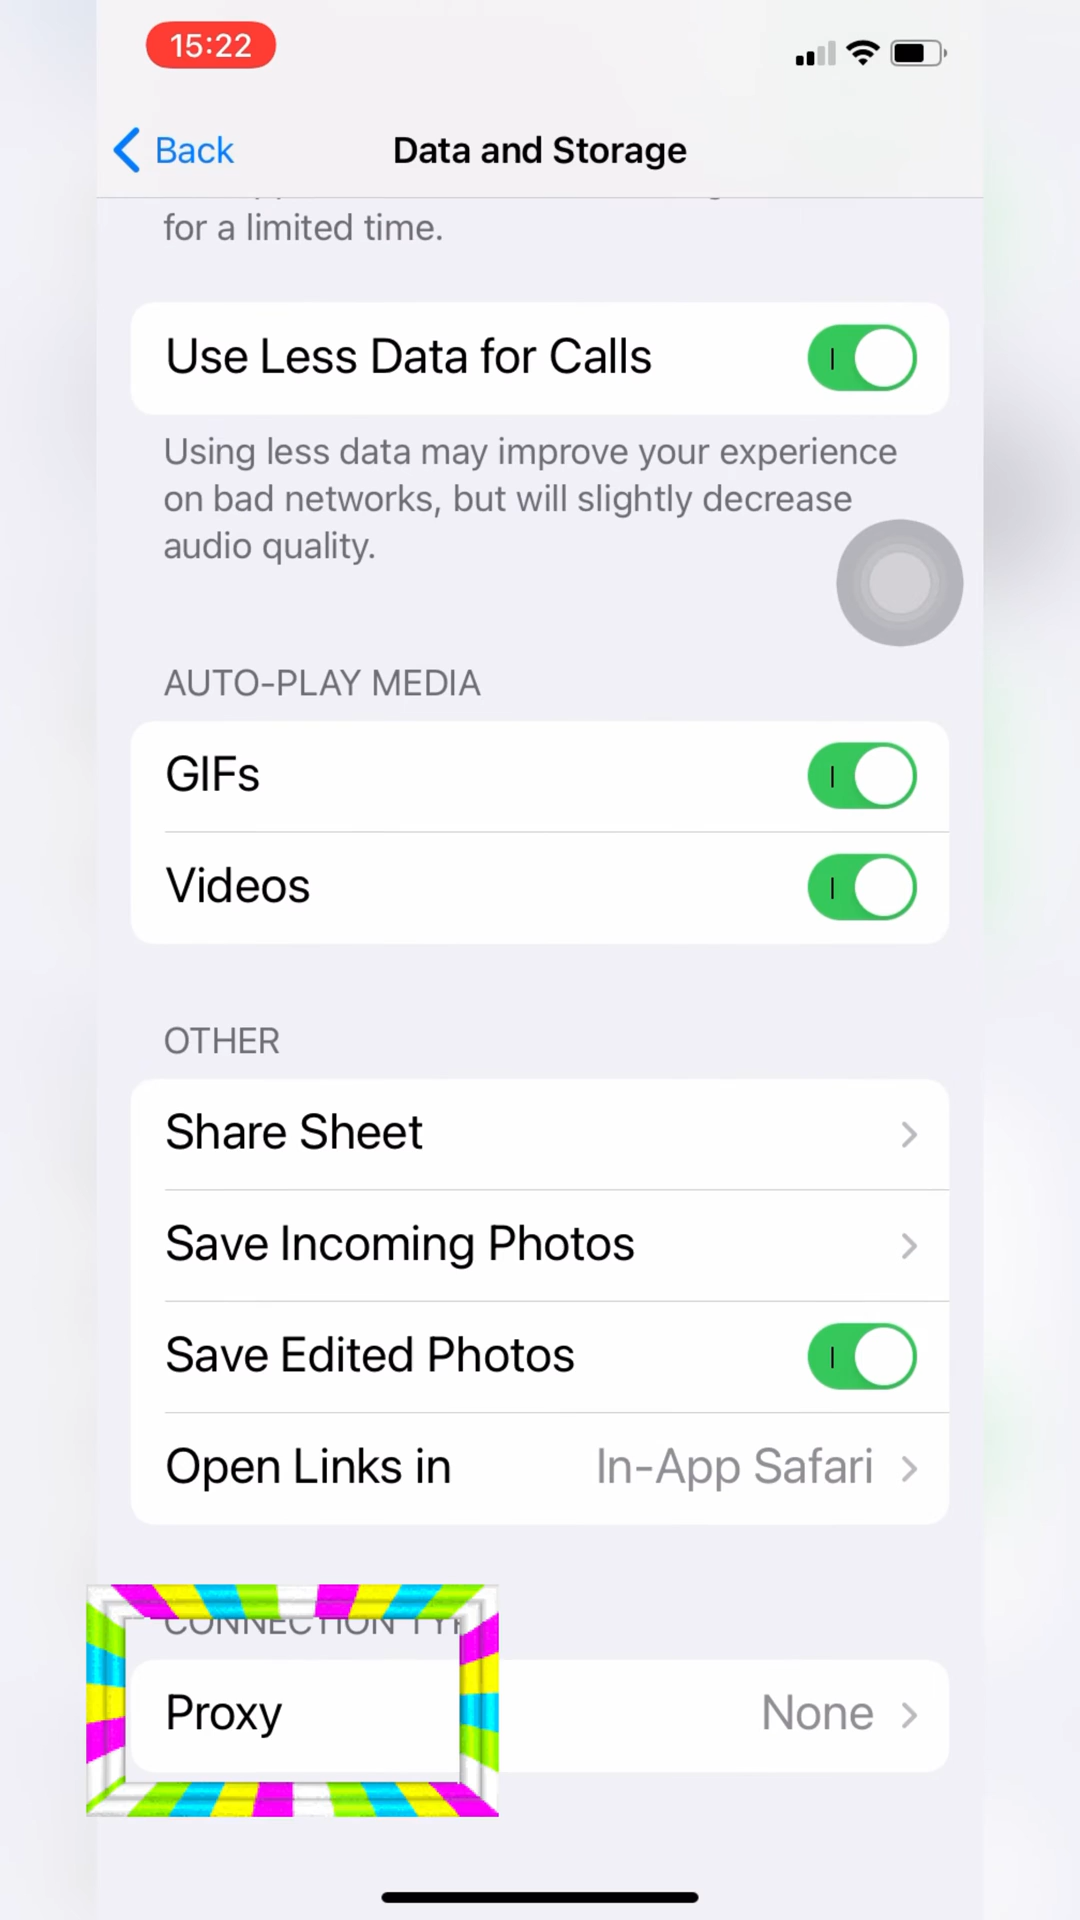 15:22
Back
Data and Storage
for a limited time.
Use Less Data for Calls
Using less data may improve your experience
on bad networks, but will slightly decrease
audio quality.
AUTO-PLAY MEDIA
GIFs
Videos
OTHER
Share Sheet
Save Incoming Photos
Save Edited Photos
Open Links in In-App Safari
CONNECTION
Proxy None